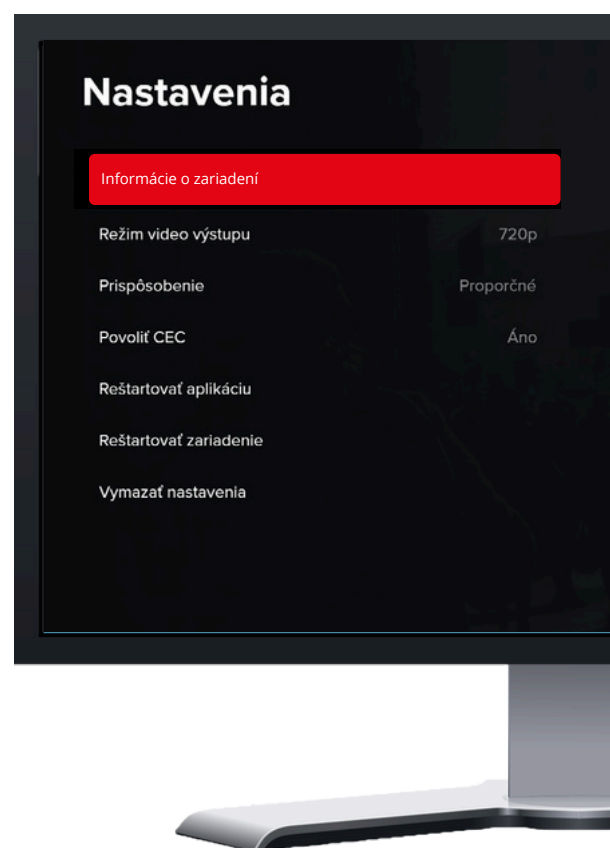 Nastavenia
Informácie o zariadení
Režim video výstupu 720p
Prispôsobenie Proporčné
Povoliť CEC Áno
Reštartovať aplikáciu
Reštartovať zariadenie
Vymazať nastavenia